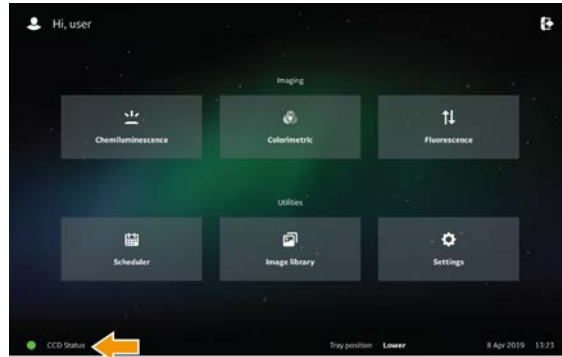 Hi, user
Imaging
Chemiluminescence
Colorimetric
Fluorescence
Utilities
Scheduler
Image library
Settings
CCD Status
Tray position Lower
8 Apr 2019 13:23